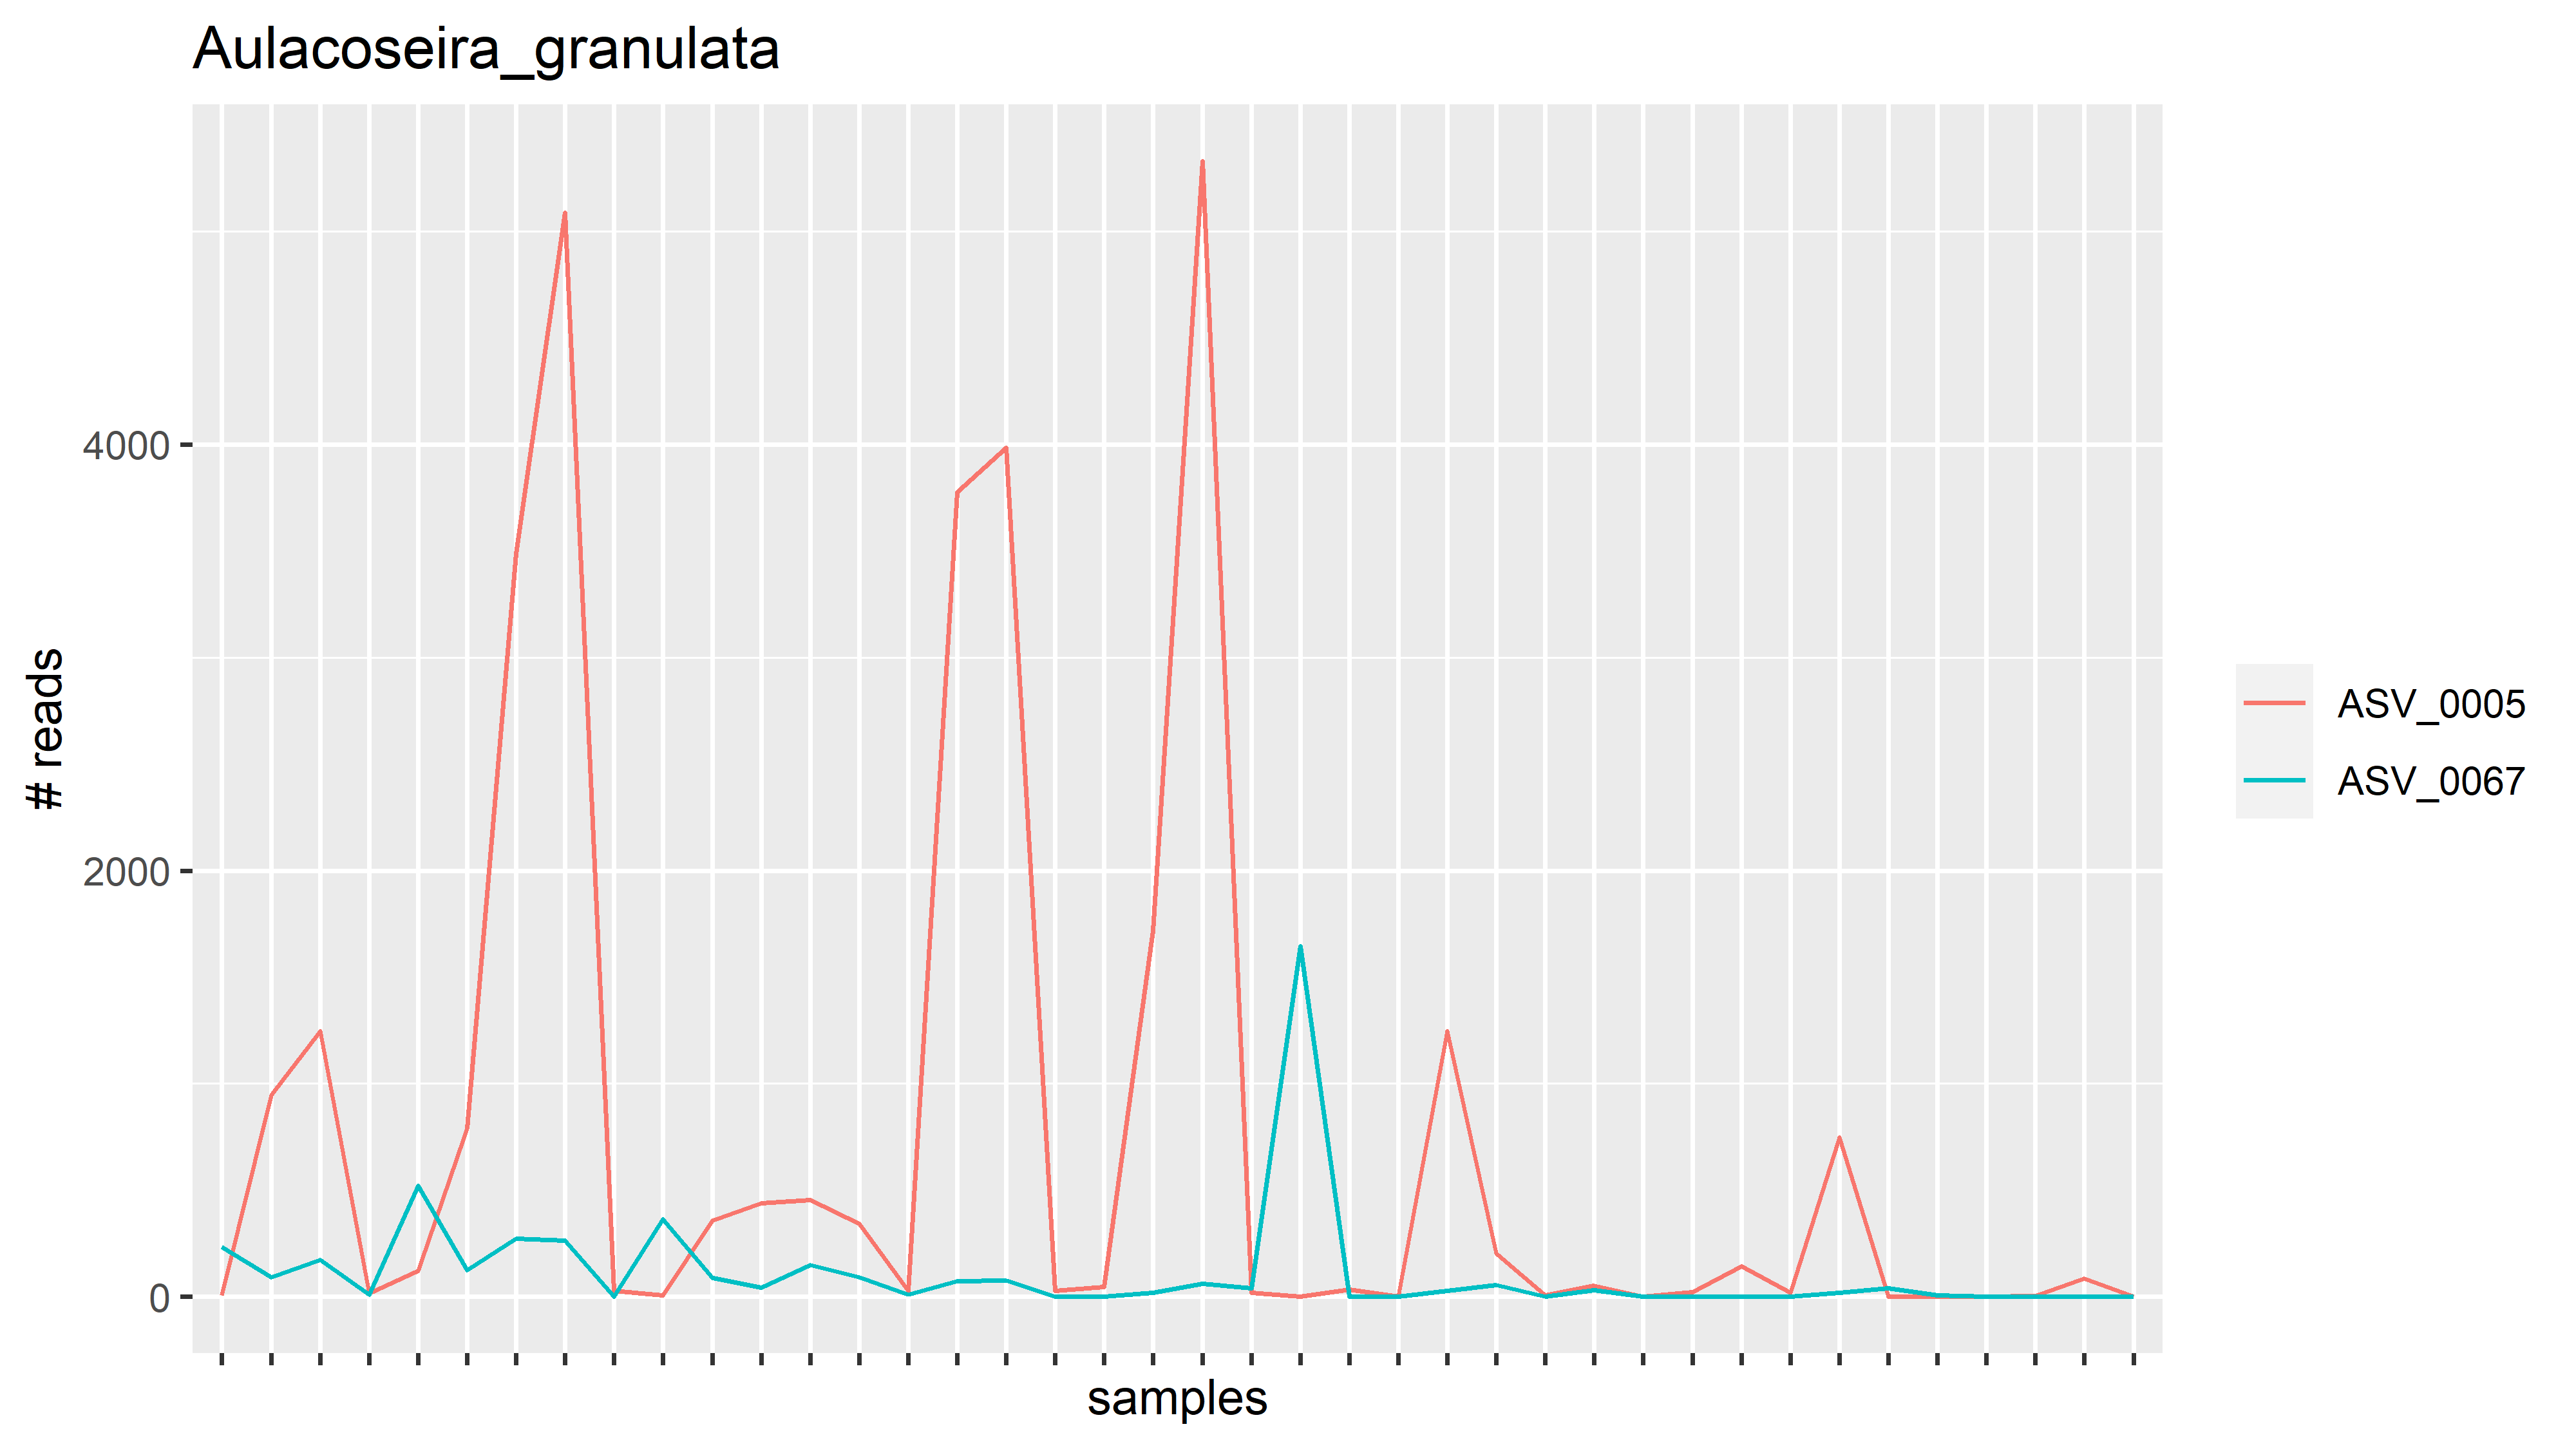 Aulacoseira_granulata
# reads
4000
2000
0
samples
ASV_0005
ASV_0067